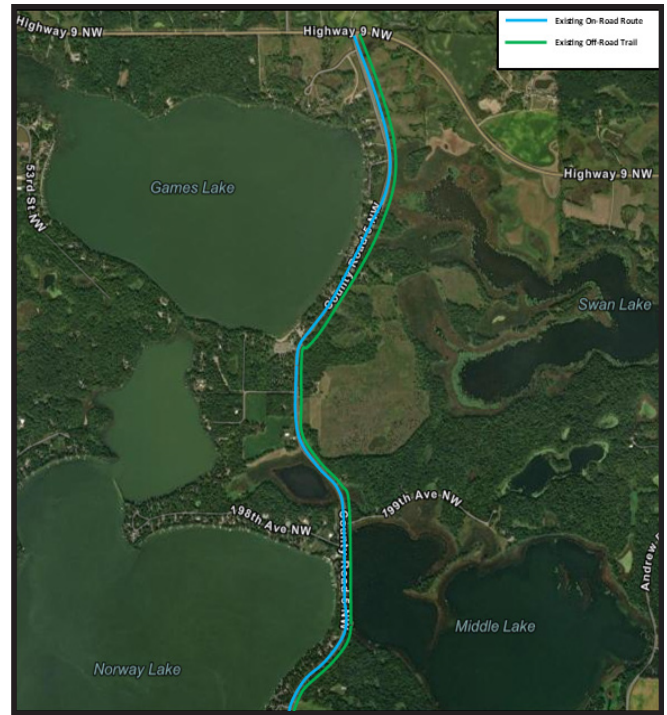 Highway 9 NW
Highway 9 NW
Existing On-Road Route
Existing Off-Road Trail
53rd St NW
Games Lake
Highway 9 NW
County Road 5 NW
Swan Lake
198th Ave NW
199th Ave NW
County Road 5 NW
Andrew
Middle Lake
Norway Lake